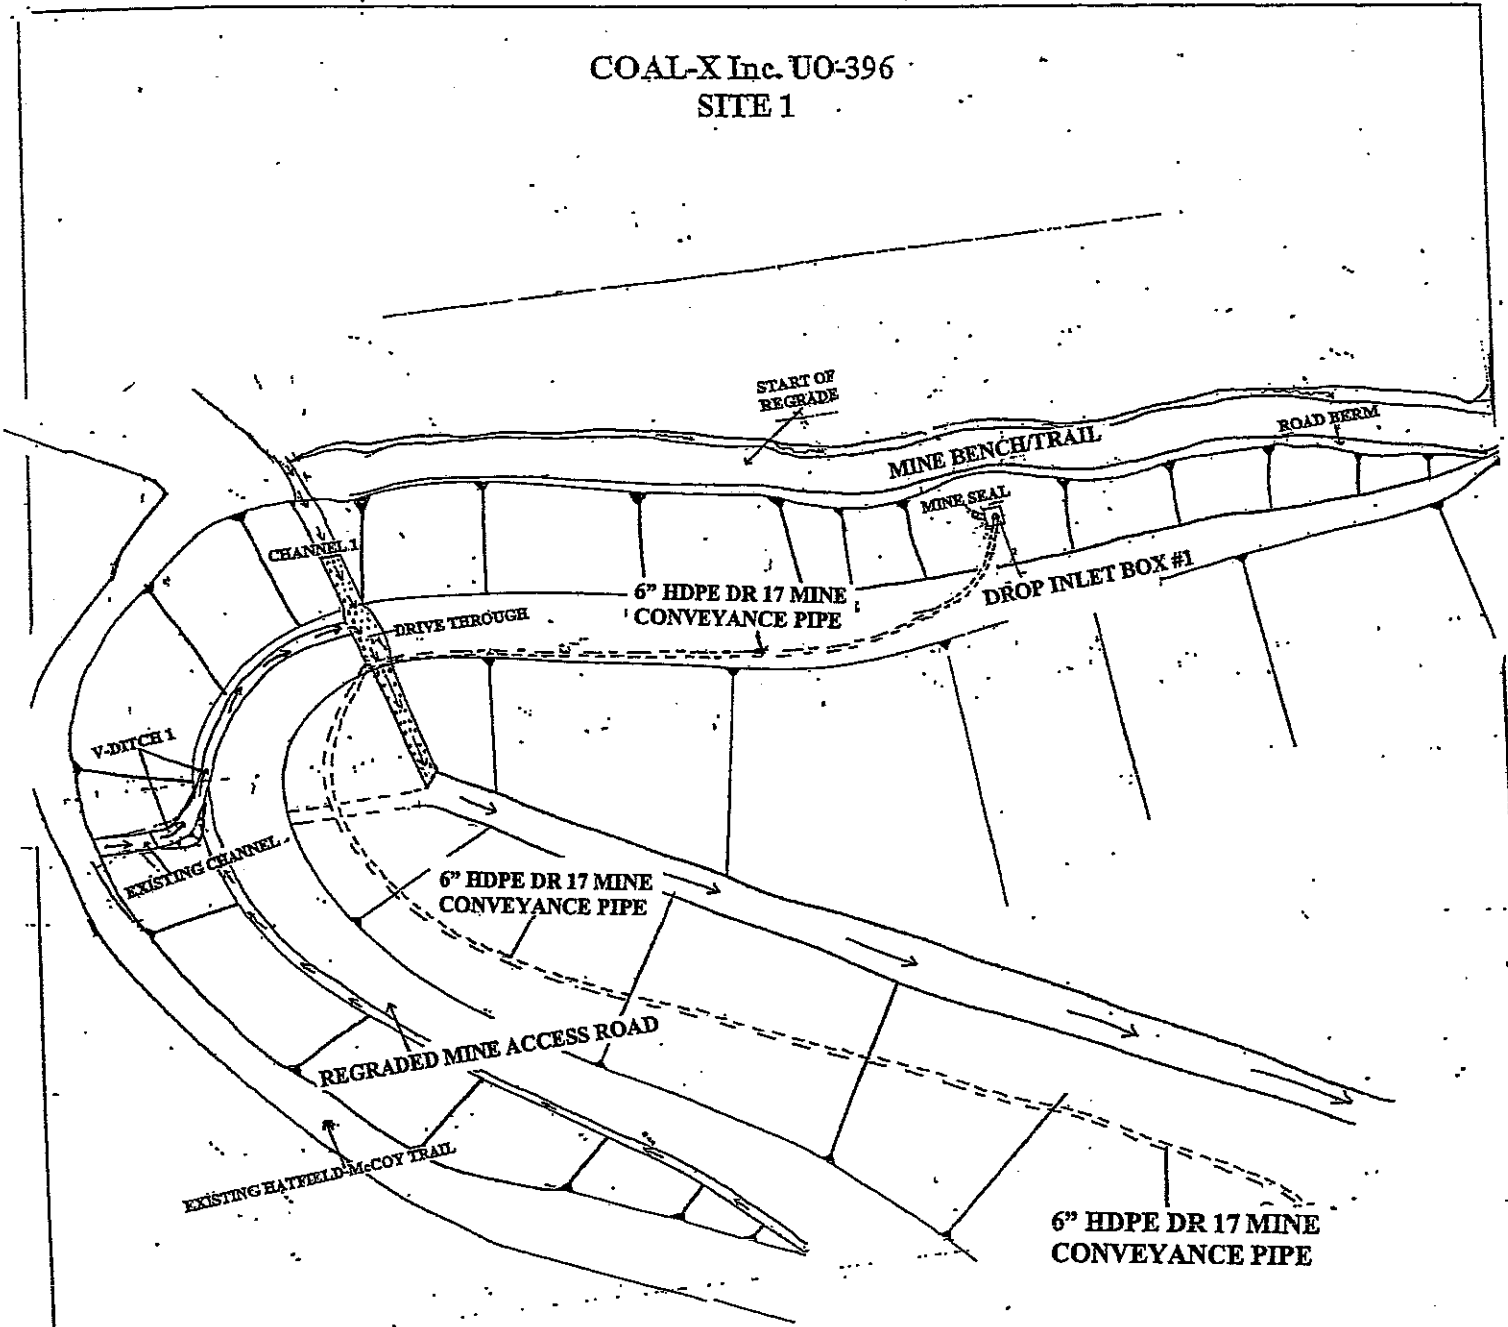 COAL-X Inc. UO-396
SITE 1
START OF
REGRADE
ROAD BERM
MINE BENCH/TRAIL
MINE SEAL
CHANNEL 1
DROP INLET BOX #1
6” HDPE DR 17 MINE
CONVEYANCE PIPE
DRIVE THROUGH
V-DITCH 1
EXISTING CHANNEL
6” HDPE DR 17 MINE
CONVEYANCE PIPE
REGRADED MINE ACCESS ROAD
EXISTING HATFIELD-McCOY TRAIL
6” HDPE DR 17 MINE
CONVEYANCE PIPE